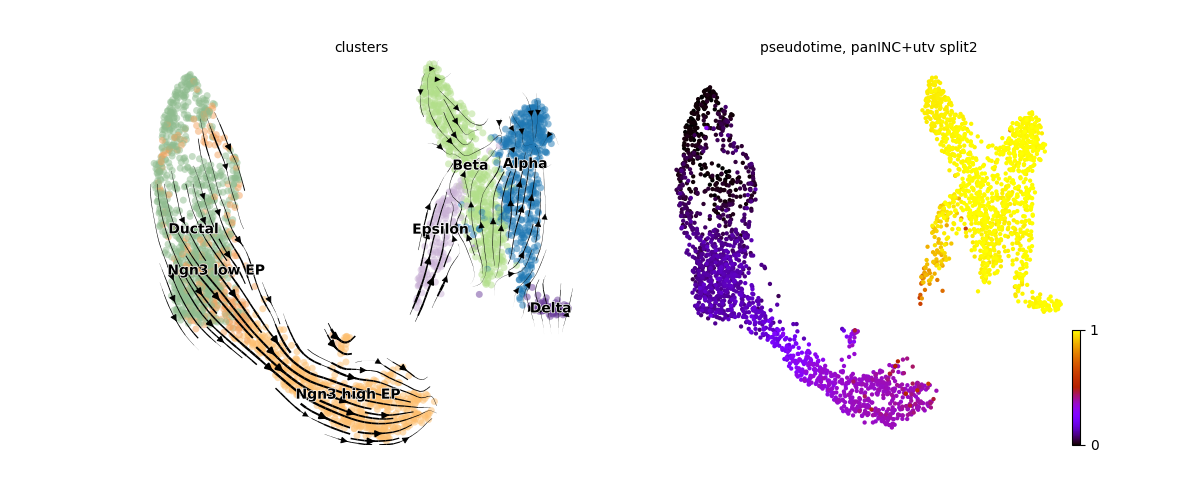 clusters
Ductal
Ngn3 low EP
Ngn3 high EP
Beta
Alpha
Epsilon
Delta
pseudotime, panINC+utv split2
1
0